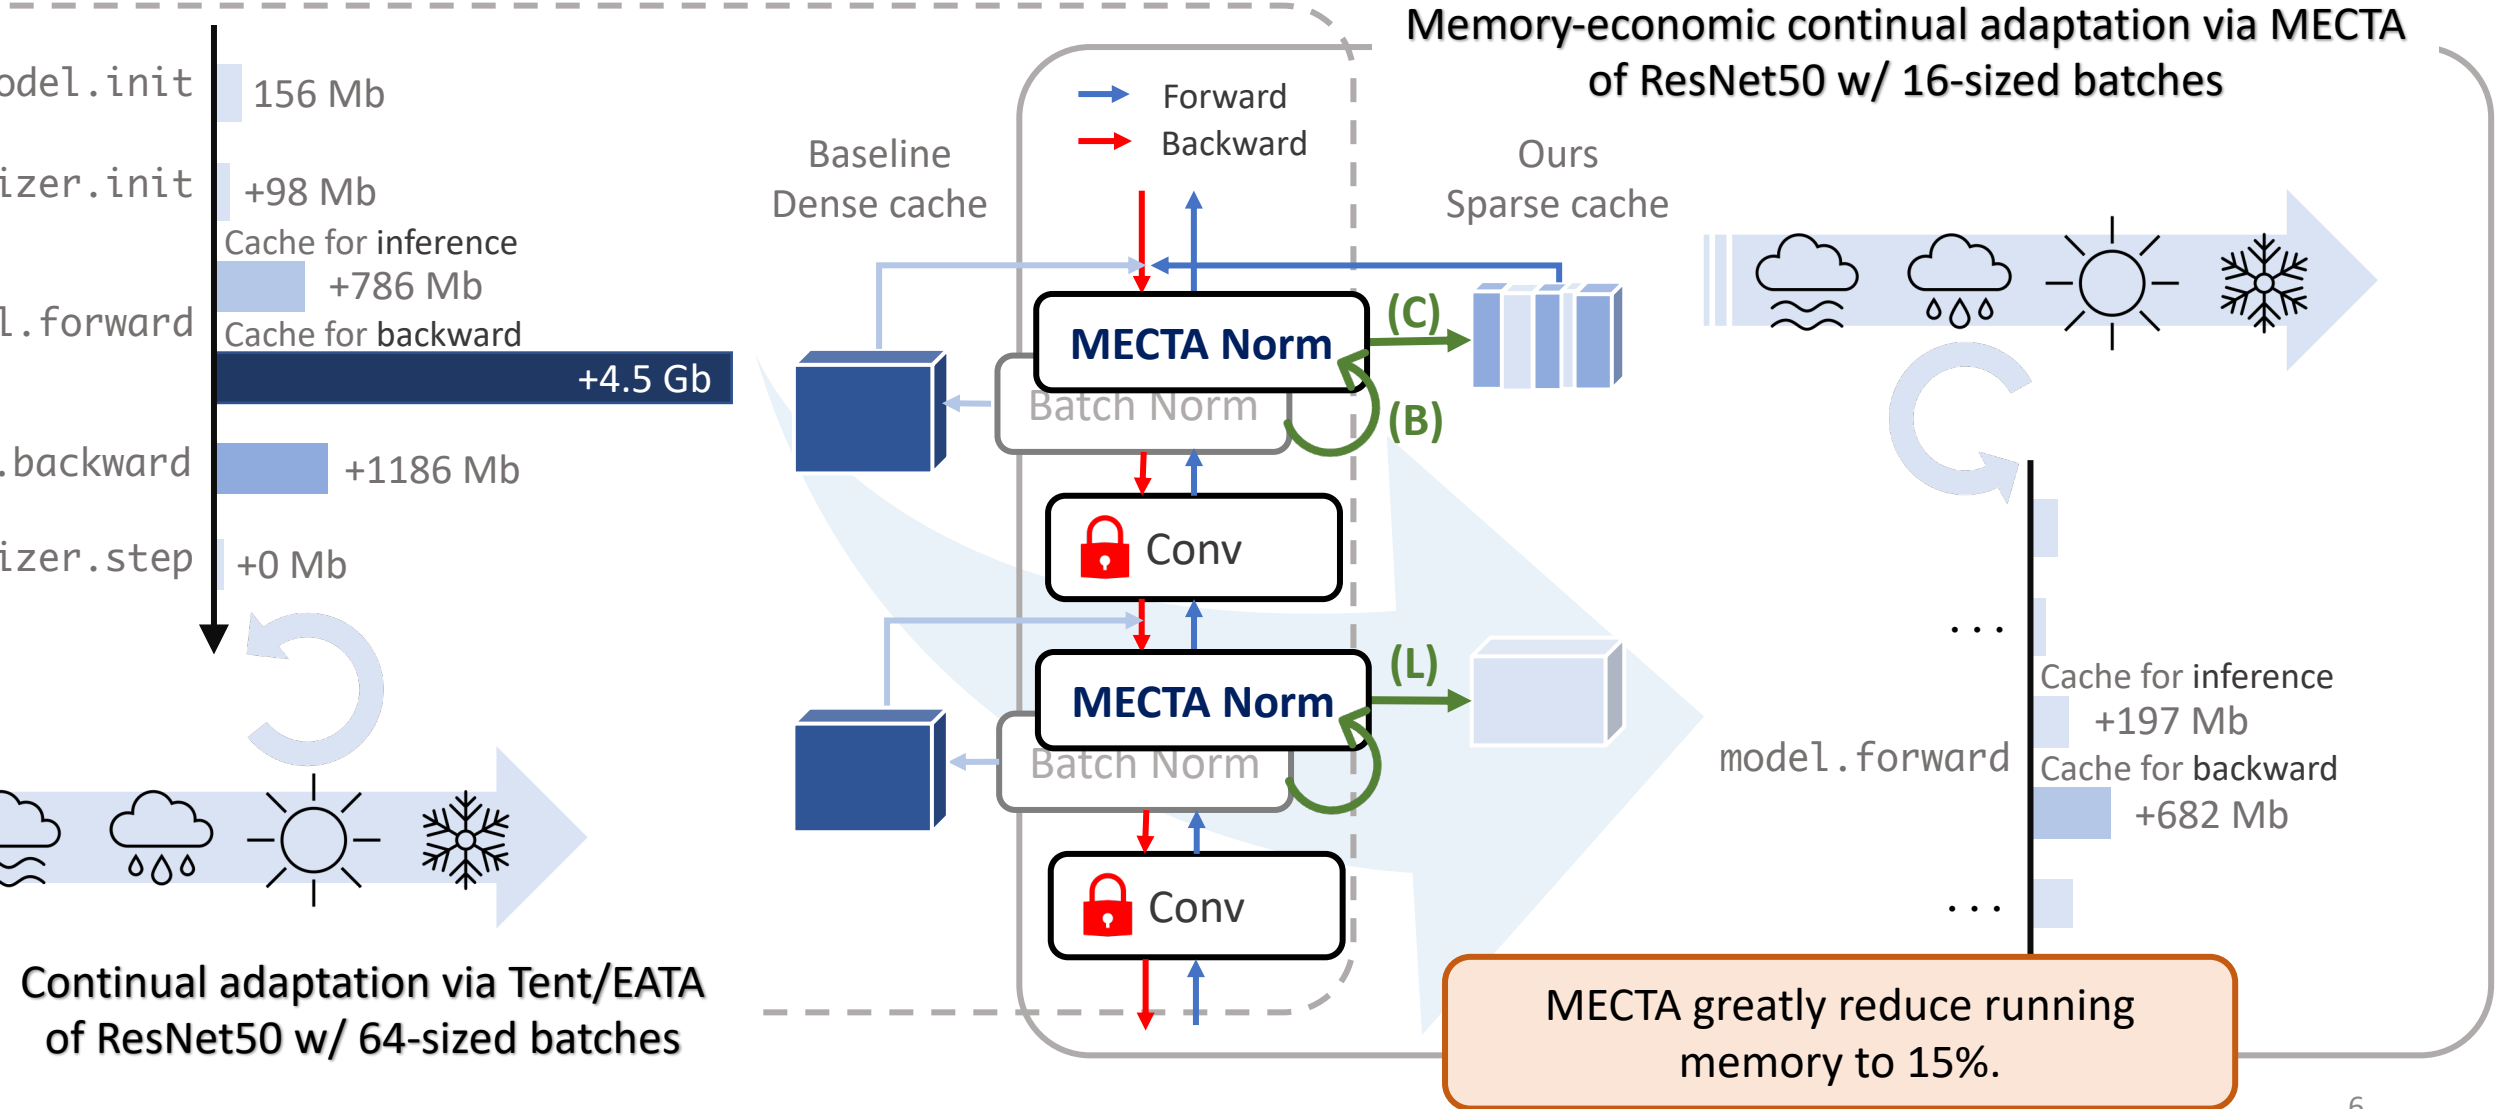 odel.init
156 Mb
izer.init
+98 Mb
Cache for inference
+786 Mb
l.forward
Cache for backward
+4.5 Gb
.backward
+1186 Mb
izer.step
+0 Mb
Continual adaptation via Tent/EATA
of ResNet50 w/ 64-sized batches
Baseline
Dense cache
Forward
Backward
Ours
Sparse cache
MECTA Norm
(C)
Batch Norm
(B)
Conv
MECTA Norm
(L)
Batch Norm
Conv
Memory-economic continual adaptation via MECTA
of ResNet50 w/ 16-sized batches
...
Cache for inference
+197 Mb
model.forward
Cache for backward
+682 Mb
...
MECTA greatly reduce running
memory to 15%.
6